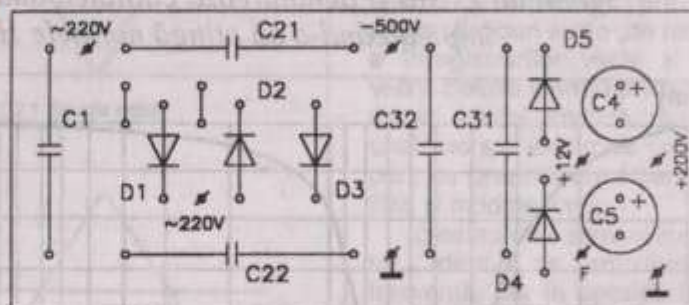 ~220V
C21
–500V
D5
C1
D2
C32
C31
C4
+
D1
D3
+12V
+200V
~220V
C5
+
C22
D4
F